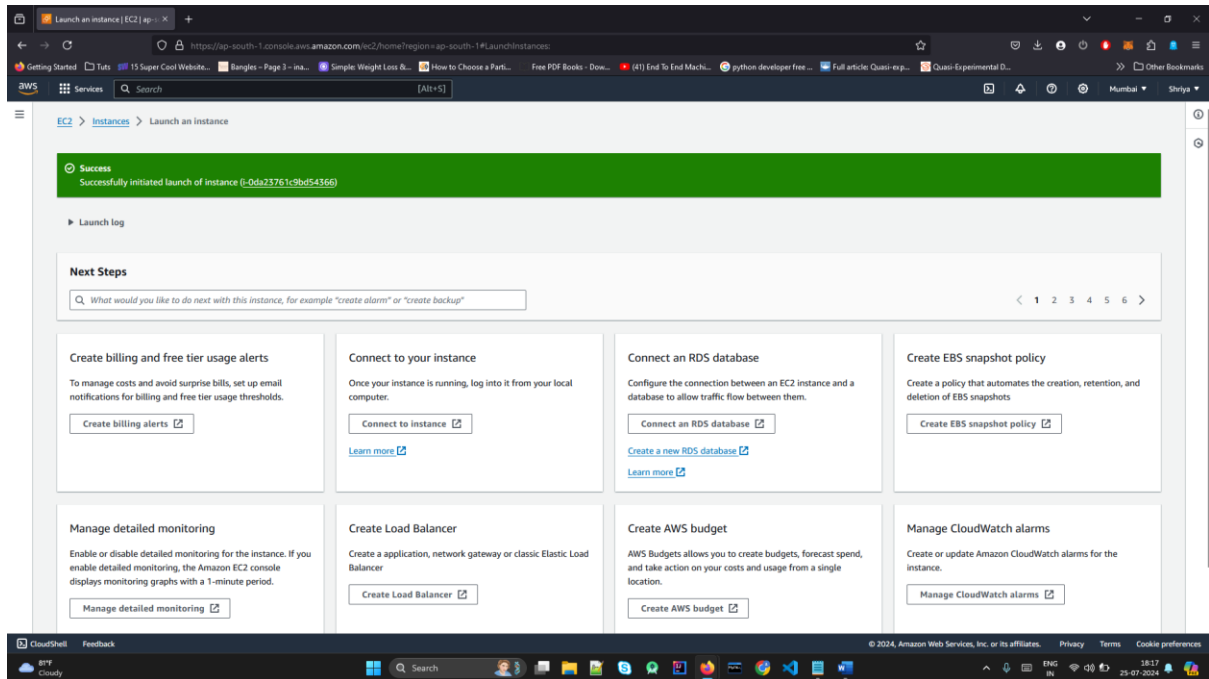 Launch an instance | EC2 | ap-s
https://ap-south-1.console.aws.amazon.com/ec2/home?region=ap-south-1#LaunchInstances:
Getting Started Tuts 15 Super Cool Website... Bangles – Page 3 – ina... Simple: Weight Loss &... How to Choose a Parti... Free PDF Books - Dow... (41) End To End Machi... python developer free ... Full article: Quasi-exp... Quasi-Experimental D... Other Bookmarks
aws Services Search [Alt+S] Mumbai Shriya
EC2 > Instances > Launch an instance
Success
Successfully initiated launch of instance (i-0da23761c9bd54366)
Launch log
Next Steps
What would you like to do next with this instance, for example "create alarm" or "create backup"
1 2 3 4 5 6
Create billing and free tier usage alerts
To manage costs and avoid surprise bills, set up email
notifications for billing and free tier usage thresholds.
Create billing alerts
Connect to your instance
Once your instance is running, log into it from your local
computer.
Connect to instance
Learn more
Connect an RDS database
Configure the connection between an EC2 instance and a
database to allow traffic flow between them.
Connect an RDS database
Create a new RDS database
Learn more
Create EBS snapshot policy
Create a policy that automates the creation, retention, and
deletion of EBS snapshots
Create EBS snapshot policy
Manage detailed monitoring
Enable or disable detailed monitoring for the instance. If you
enable detailed monitoring, the Amazon EC2 console
displays monitoring graphs with a 1-minute period.
Manage detailed monitoring
Create Load Balancer
Create a application, network gateway or classic Elastic Load
Balancer
Create Load Balancer
Create AWS budget
AWS Budgets allows you to create budgets, forecast spend,
and take action on your costs and usage from a single
location.
Create AWS budget
Manage CloudWatch alarms
Create or update Amazon CloudWatch alarms for the
instance.
Manage CloudWatch alarms
CloudShell Feedback © 2024, Amazon Web Services, Inc. or its affiliates. Privacy Terms Cookie preferences
81°F
Cloudy
Search
ENG
IN
18:17
25-07-2024